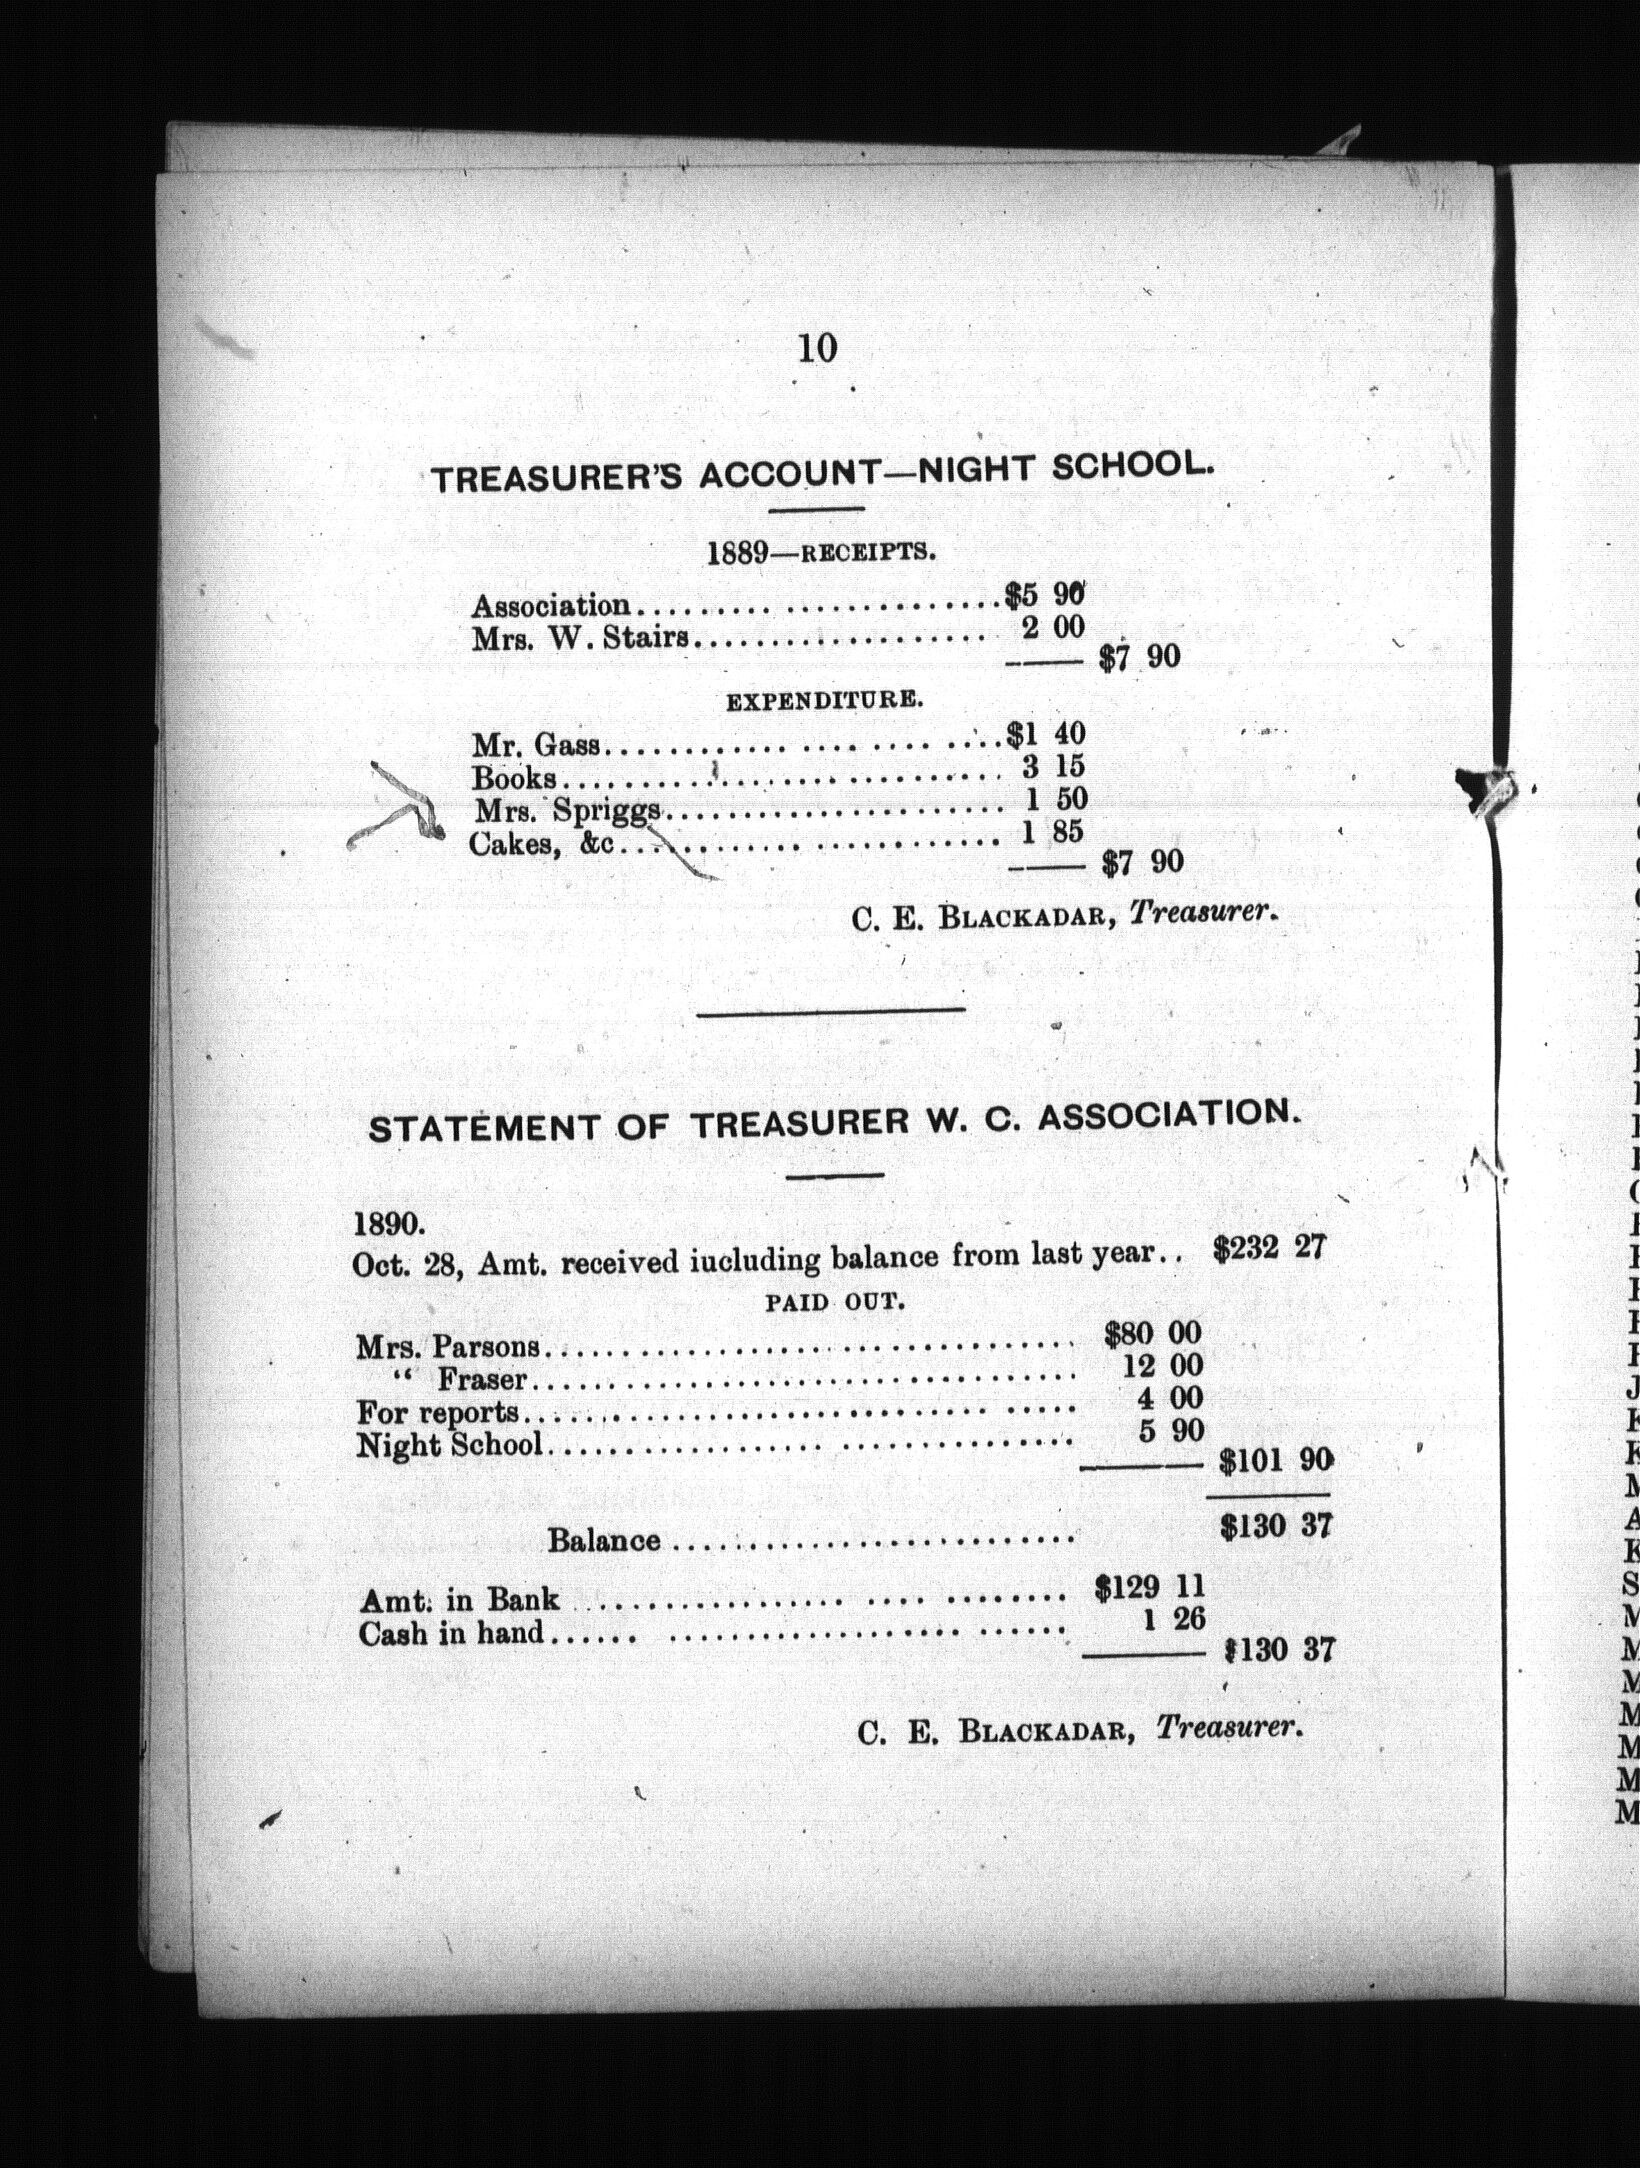 10
TREASURER'S ACCOUNT—NIGHT SCHOOL.
1889—RECEIPTS.
Association.......................... $5 90
Mrs. W. Stairs.................. 2 00
$7 90
EXPENDITURE.
Mr. Gass........................ $1 40
Books............................ 3 15
Mrs. Spriggs...................... 1 50
Cakes, &c........................ 1 85
$7 90
C. E. BLACKADAR, Treasurer.
STATEMENT OF TREASURER W. C. ASSOCIATION.
1890.
Oct. 28, Amt. received iucluding balance from last year.. $232 27
PAID OUT.
Mrs. Parsons.................................. $80 00
“ Fraser................................... 12 00
For reports................................... 4 00
Night School................................. 5 90
$101 90
Balance .......................... $130 37
Amt. in Bank ............................ $129 11
Cash in hand............................... 1 26
$130 37
C. E. BLACKADAR, Treasurer.